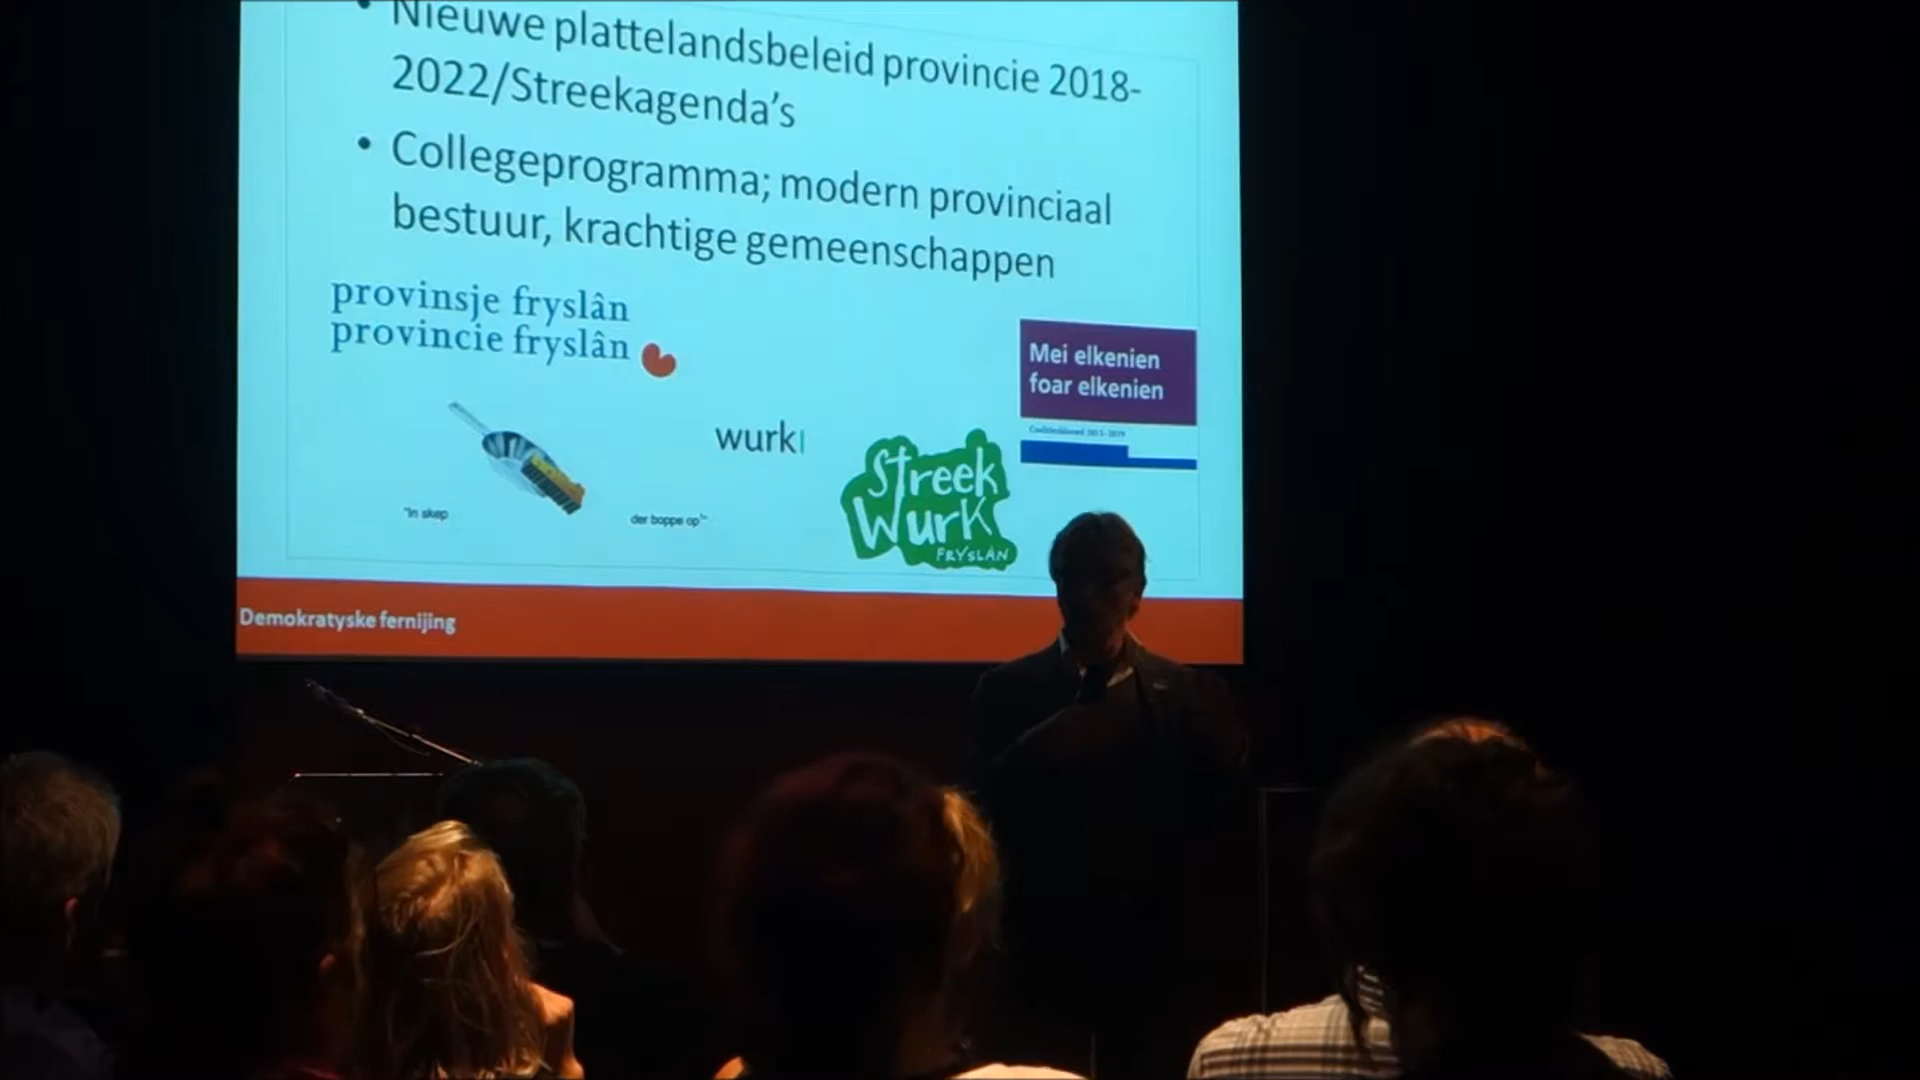 • Nieuwe plattelandsbeleid provincie 2018-
2022/Streekagenda's
• Collegeprogramma; modern provinciaal
bestuur, krachtige gemeenschappen
provinsje fryslân
provincie fryslân
Mei elkenien
foar elkenien
wurk
Streek
Wurk
FRYSLÂN
"In skep
der boppe op"
Demokratyske fernijing